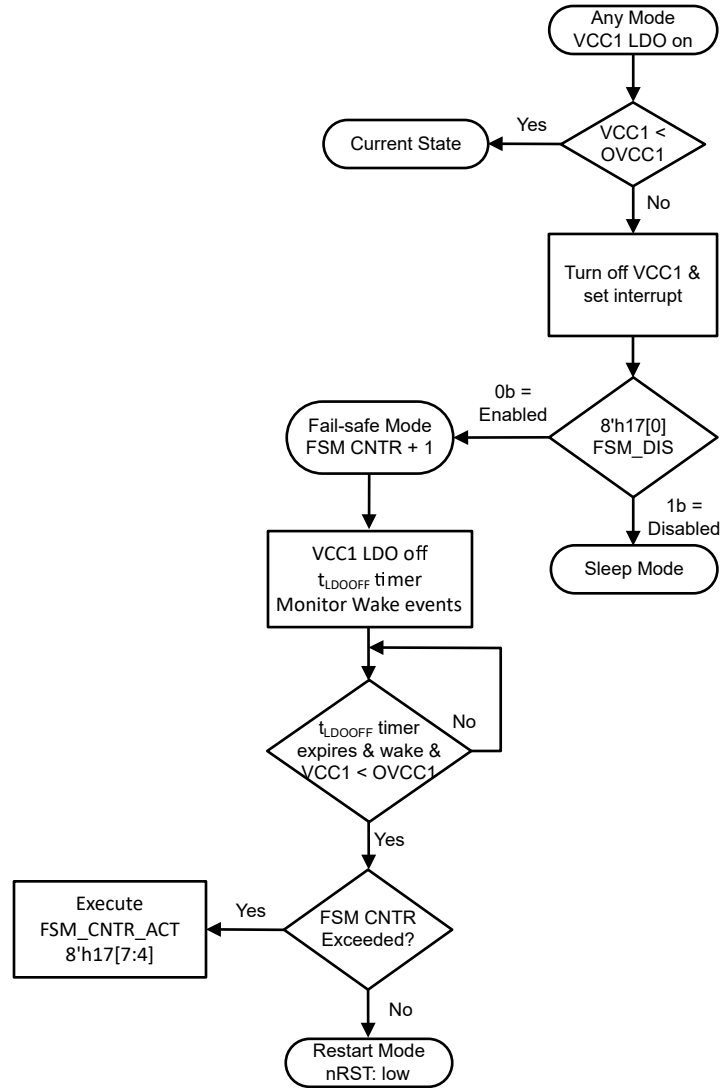 Any Mode
VCC1 LDO on
Yes
Current State
VCC1 <
OVCC1
No
Turn off VCC1 &
set interrupt
0b =
Enabled
Fail-safe Mode
FSM CNTR + 1
8'h17[0]
FSM_DIS
1b =
Disabled
Sleep Mode
VCC1 LDO off
tLDOOFF timer
Monitor Wake events
tLDOOFF timer
expires & wake &
VCC1 < OVCC1
No
Yes
Execute
FSM_CNTR_ACT
8'h17[7:4]
Yes
FSM CNTR
Exceeded?
No
Restart Mode
nRST: low